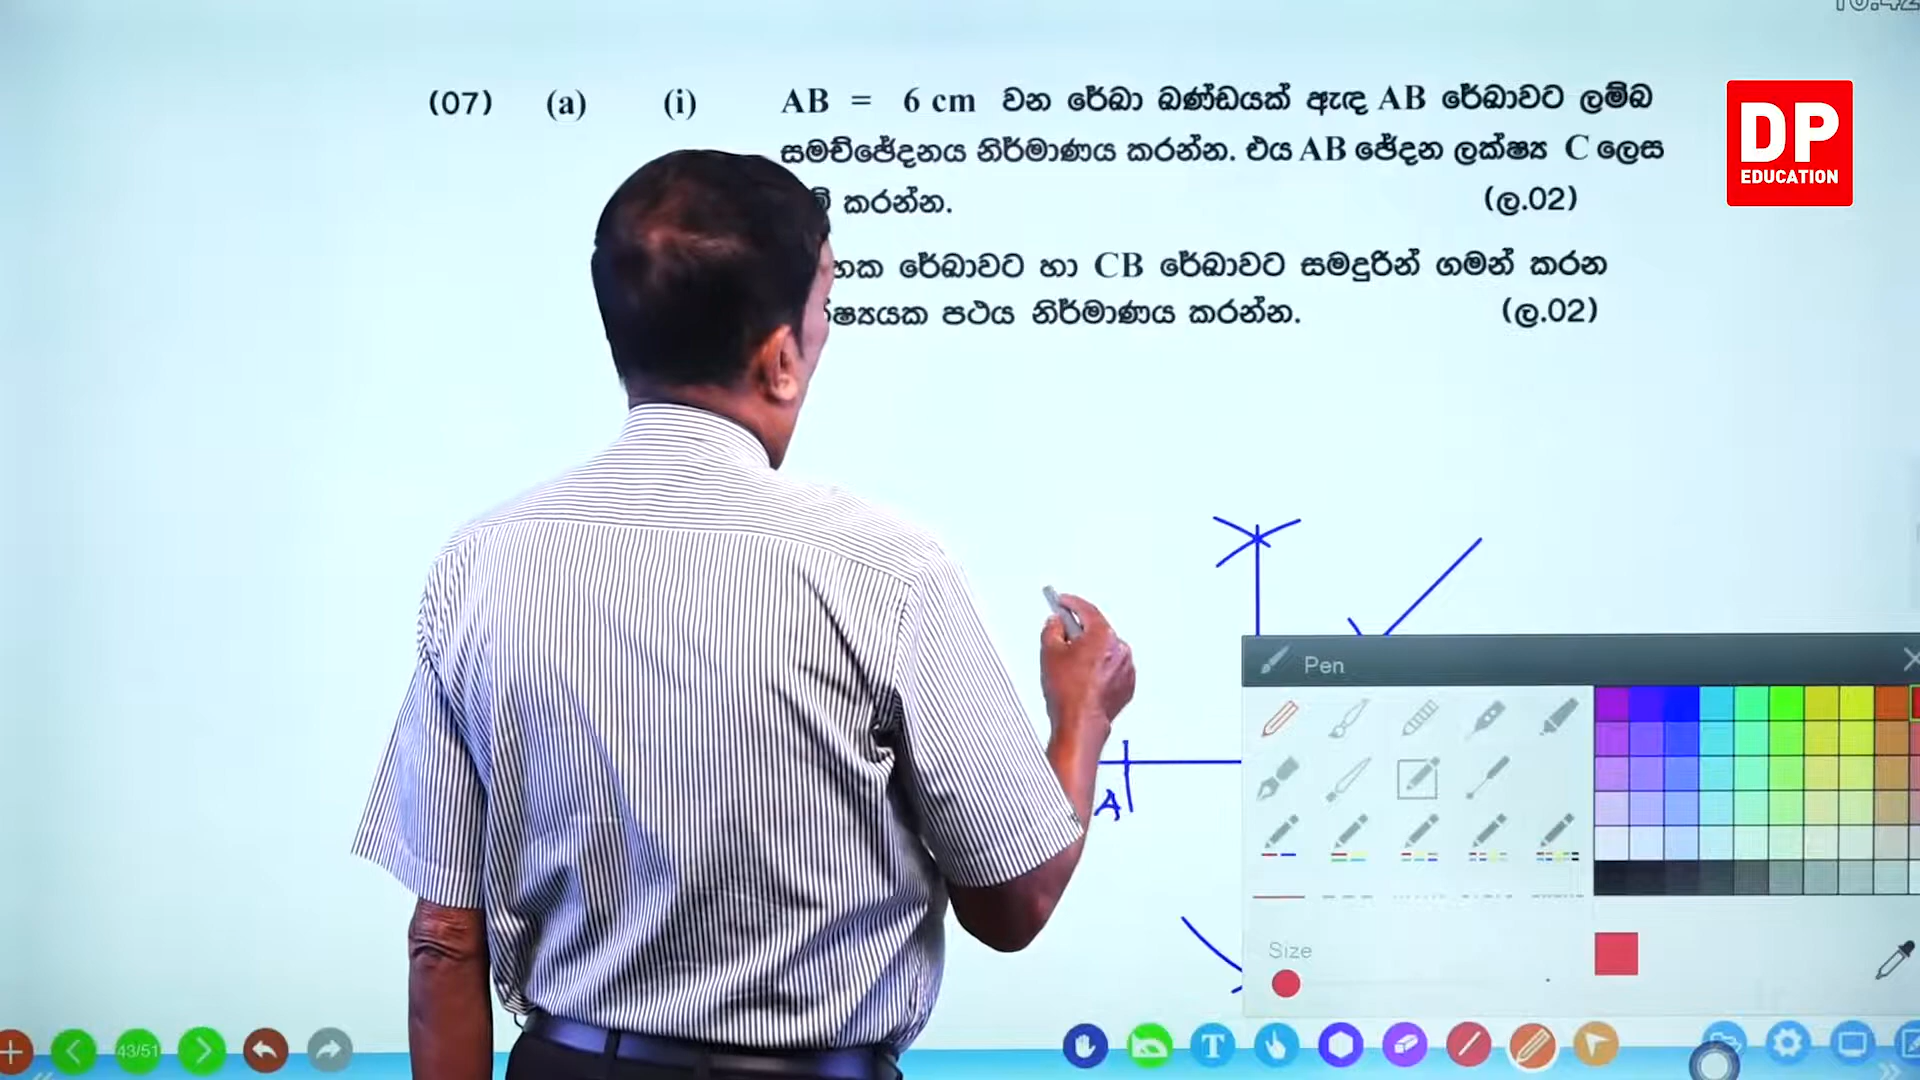 (07) (a) (i) AB = 6 cm වන රේඛා ඛණ්ඩයක් ඇඳ AB රේඛාවට ලම්බ
සමච්ඡේදනය නිර්මාණය කරන්න. එය AB ඡේදන ලක්ෂ්‍ය C ලෙස
කරන්න. (ල.02)
රේඛාවට හා CB රේඛාවට සමදුරින් ගමන් කරන
පථය නිර්මාණය කරන්න. (ල.02)
DP
EDUCATION
Pen
A
Size
43/51
T